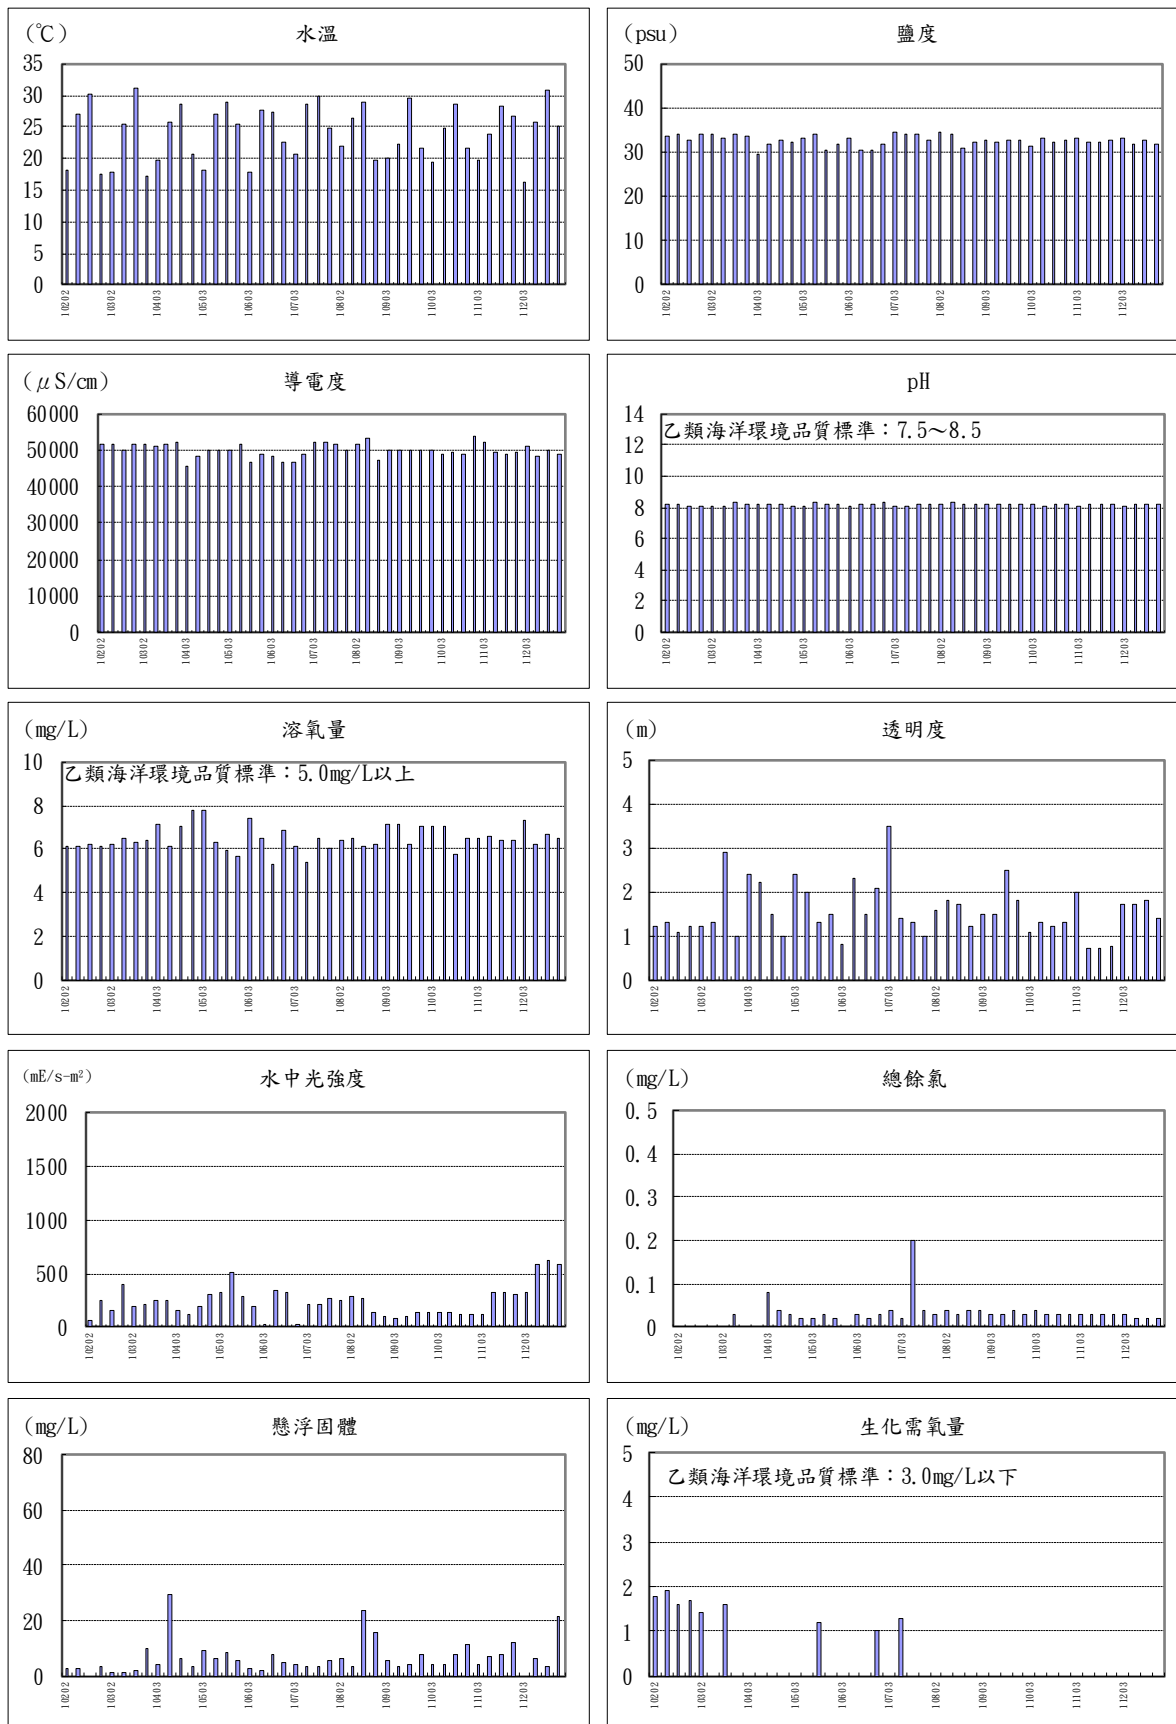 (℃) 水溫
35
30
25
20
15
10
5
0
10202 10302 10403 10503 10603 10703 10802 10903 11003 11103 11203
(psu) 鹽度
50
40
30
20
10
0
10202 10302 10403 10503 10603 10703 10802 10903 11003 11103 11203
(μS/cm) 導電度
60000
50000
40000
30000
20000
10000
0
10202 10302 10403 10503 10603 10703 10802 10903 11003 11103 11203
pH
14
乙類海洋環境品質標準：7.5～8.5
12
10
8
6
4
2
0
10202 10302 10403 10503 10603 10703 10802 10903 11003 11103 11203
(mg/L) 溶氧量
10
乙類海洋環境品質標準：5.0mg/L以上
8
6
4
2
0
10202 10302 10403 10503 10603 10703 10802 10903 11003 11103 11203
(m) 透明度
5
4
3
2
1
0
10202 10302 10403 10503 10603 10703 10802 10903 11003 11103 11203
(mE/s-m²) 水中光強度
2000
1500
1000
500
0
10202 10302 10403 10503 10603 10703 10802 10903 11003 11103 11203
(mg/L) 總餘氯
0.5
0.4
0.3
0.2
0.1
0
10202 10302 10403 10503 10603 10703 10802 10903 11003 11103 11203
(mg/L) 懸浮固體
80
60
40
20
0
10202 10302 10403 10503 10603 10703 10802 10903 11003 11103 11203
(mg/L) 生化需氧量
5
乙類海洋環境品質標準：3.0mg/L以下
4
3
2
1
0
10202 10302 10403 10503 10603 10703 10802 10903 11003 11103 11203